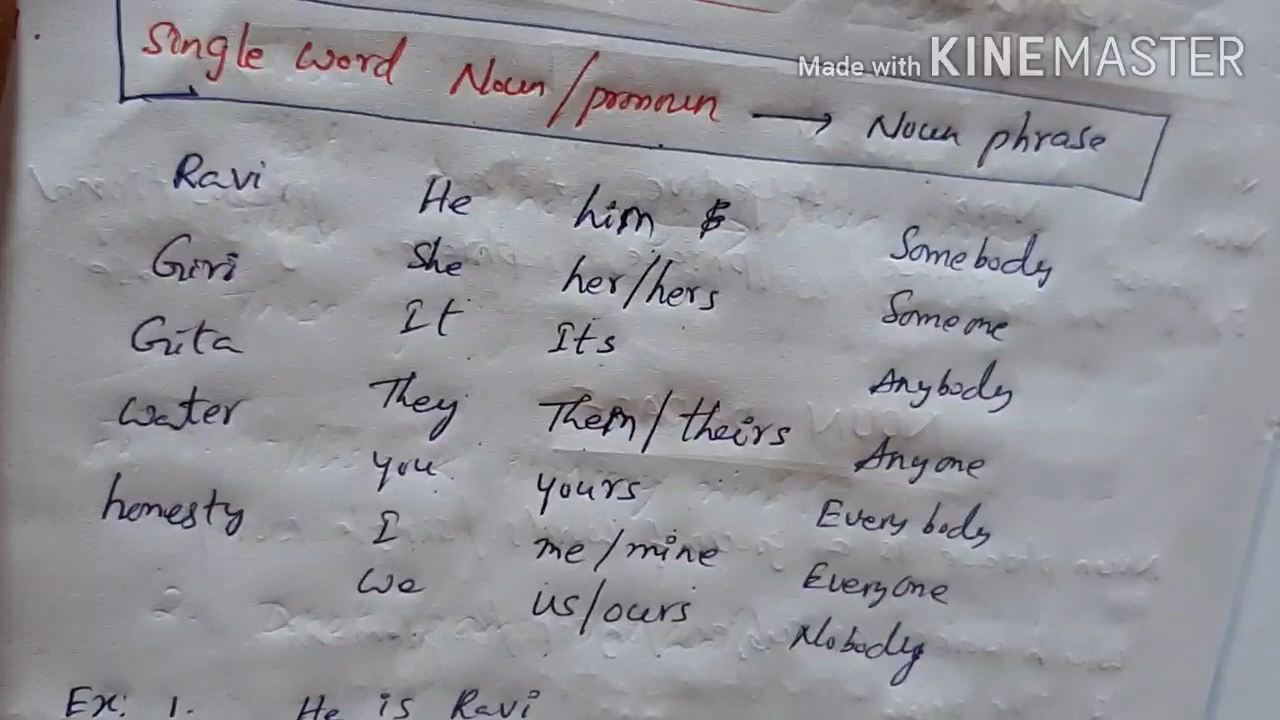 Made with KINEMASTER
Single word Noun/pronoun → Noun phrase
Ravi He him Somebody
Giri She her/hers Someone
Gita It Its Anybody
water They Them/theirs Anyone
honesty you yours Everybody
I me/mine Everyone
we us/ours Nobody
Ex: 1. He is Ravi